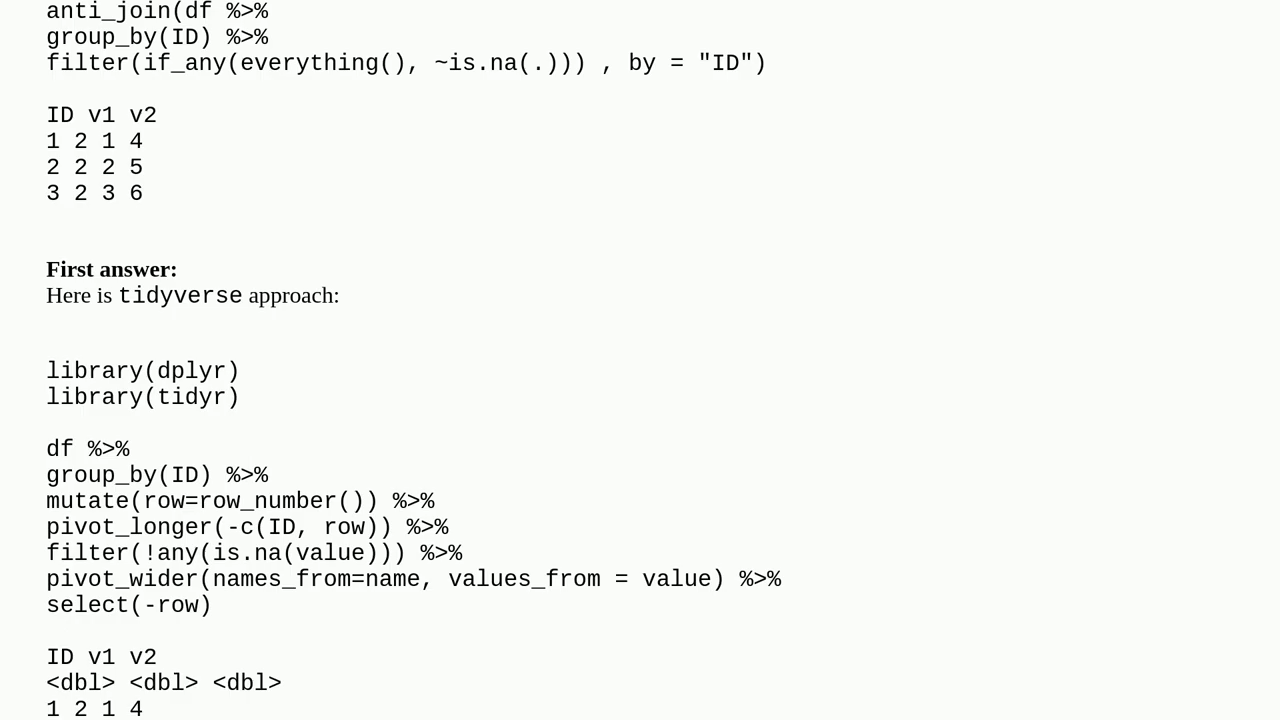 anti_join(df %>%
group_by(ID) %>%
filter(if_any(everything(), ~is.na(.))) , by = "ID")
ID v1 v2
1 2 1 4
2 2 2 5
3 2 3 6
First answer:
Here is tidyverse approach:
library(dplyr)
library(tidyr)
df %>%
group_by(ID) %>%
mutate(row=row_number()) %>%
pivot_longer(-c(ID, row)) %>%
filter(!any(is.na(value))) %>%
pivot_wider(names_from=name, values_from = value) %>%
select(-row)
ID v1 v2
<dbl> <dbl> <dbl>
1 2 1 4